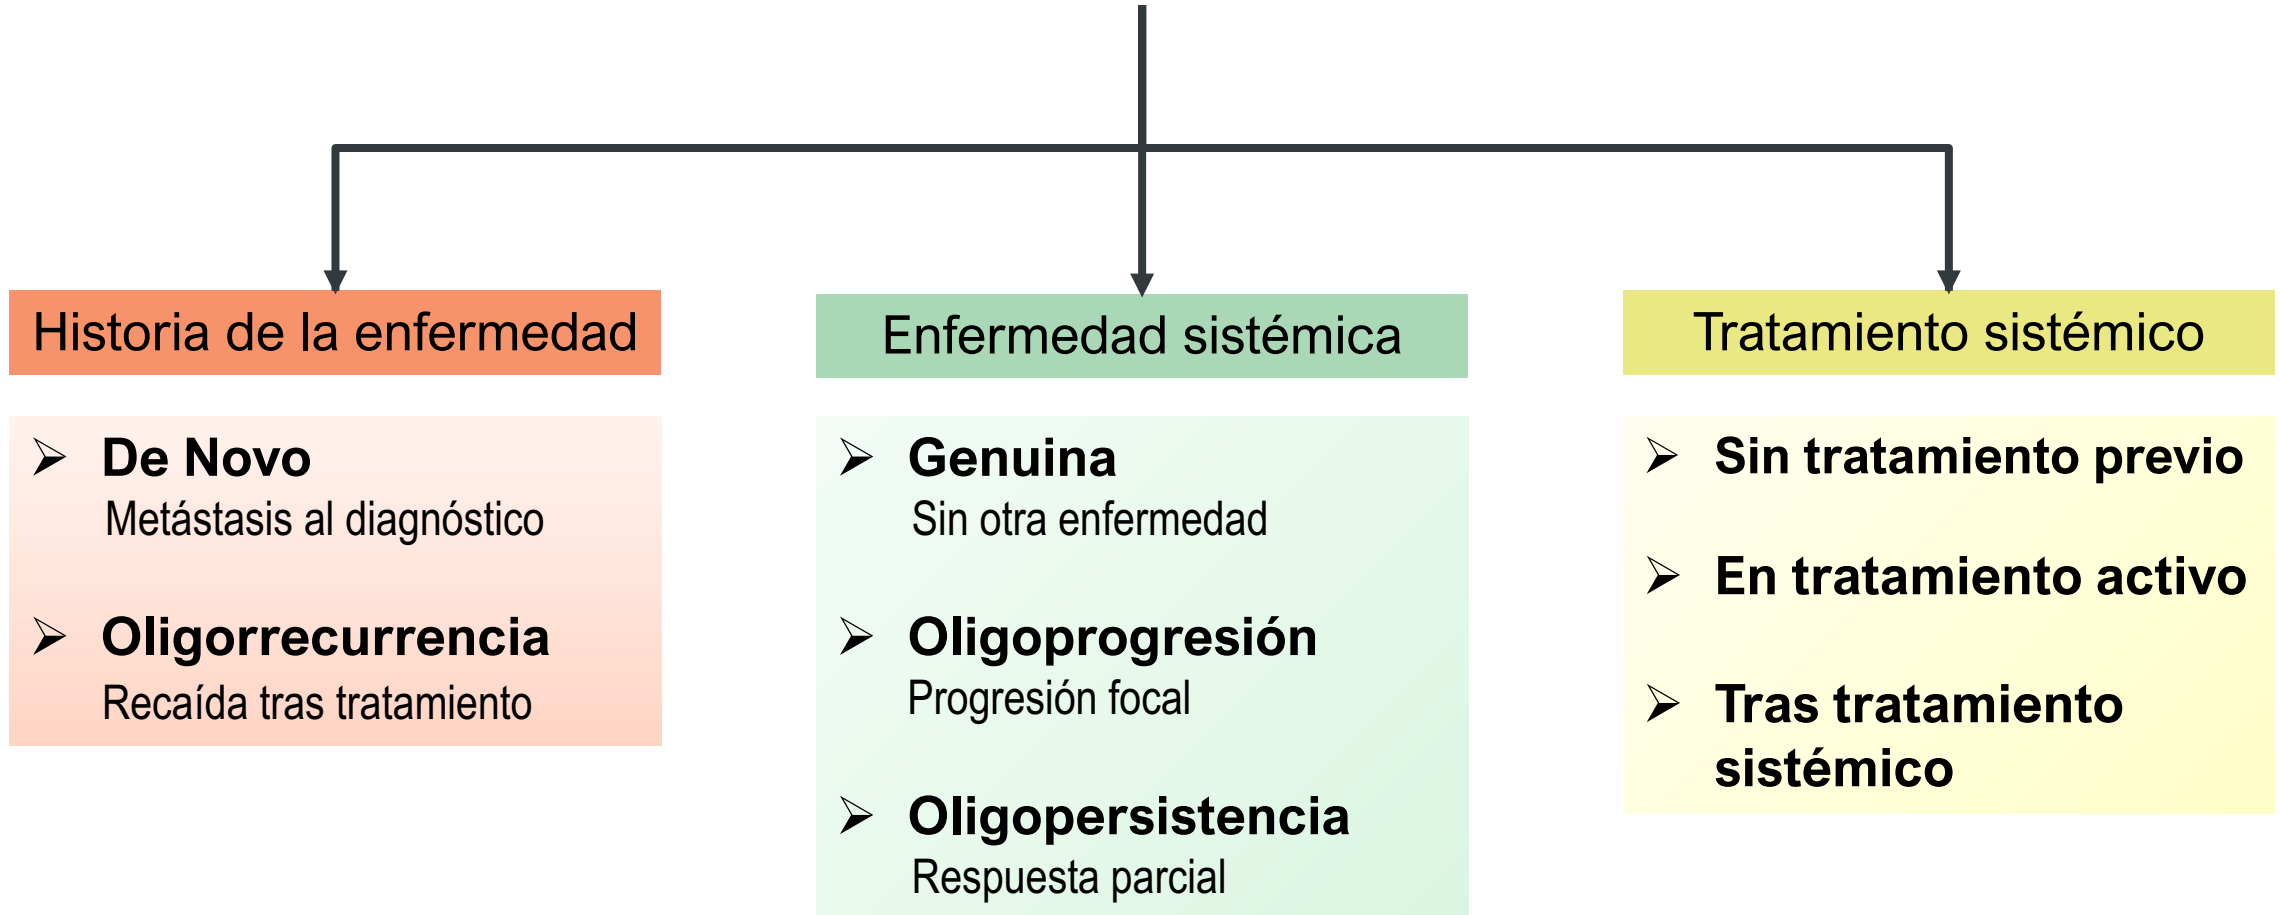 Historia de la enfermedad
De Novo
Metástasis al diagnóstico
Oligorrecurrencia
Recaída tras tratamiento
Enfermedad sistémica
Genuina
Sin otra enfermedad
Oligoprogresión
Progresión focal
Oligopersistencia
Respuesta parcial
Tratamiento sistémico
Sin tratamiento previo
En tratamiento activo
Tras tratamiento
sistémico